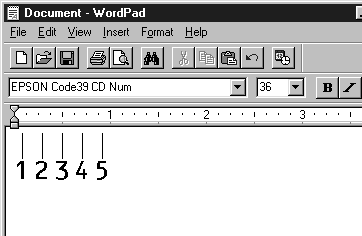 Document - WordPad
File Edit View Insert Format Help
EPSON Code39 CD Num 36 B I
1 2 3
1 2 3 4 5